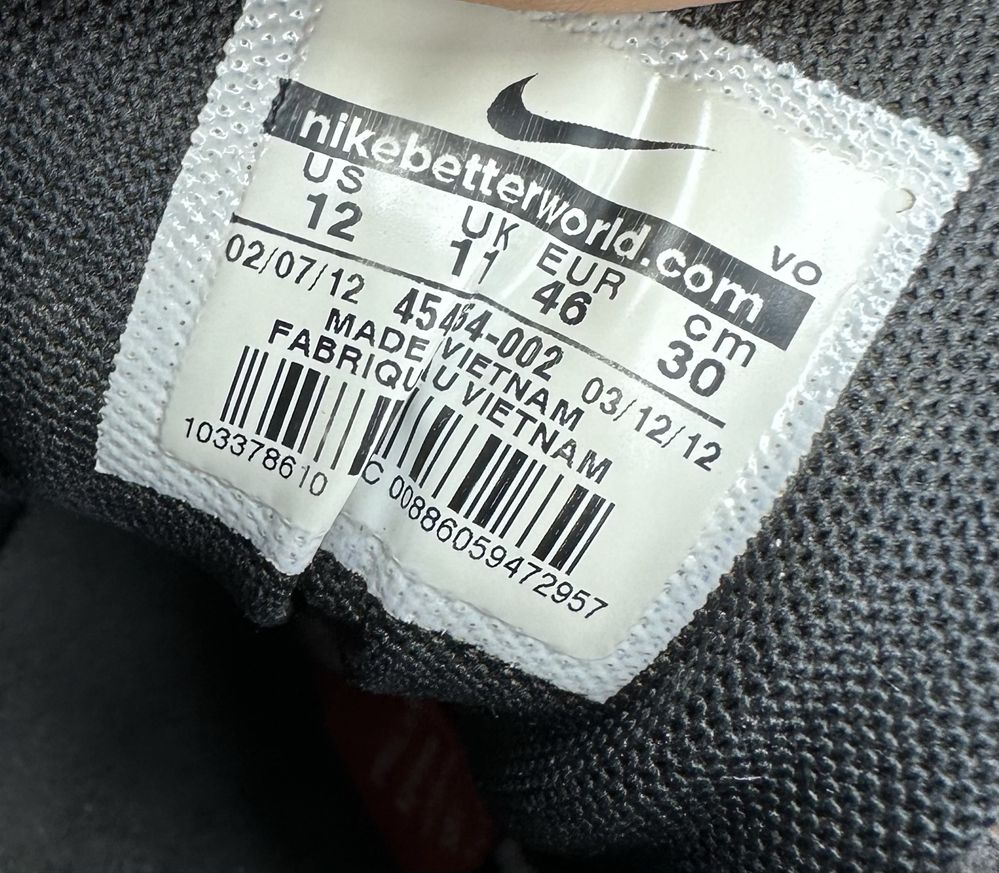 nikebetterworld.com VO
US UK EUR cm
12 11 46 30
02/07/12 03/12/12
MADE VIETNAM
FABRIQU U VIETNAM
103378610 C 00886059472957